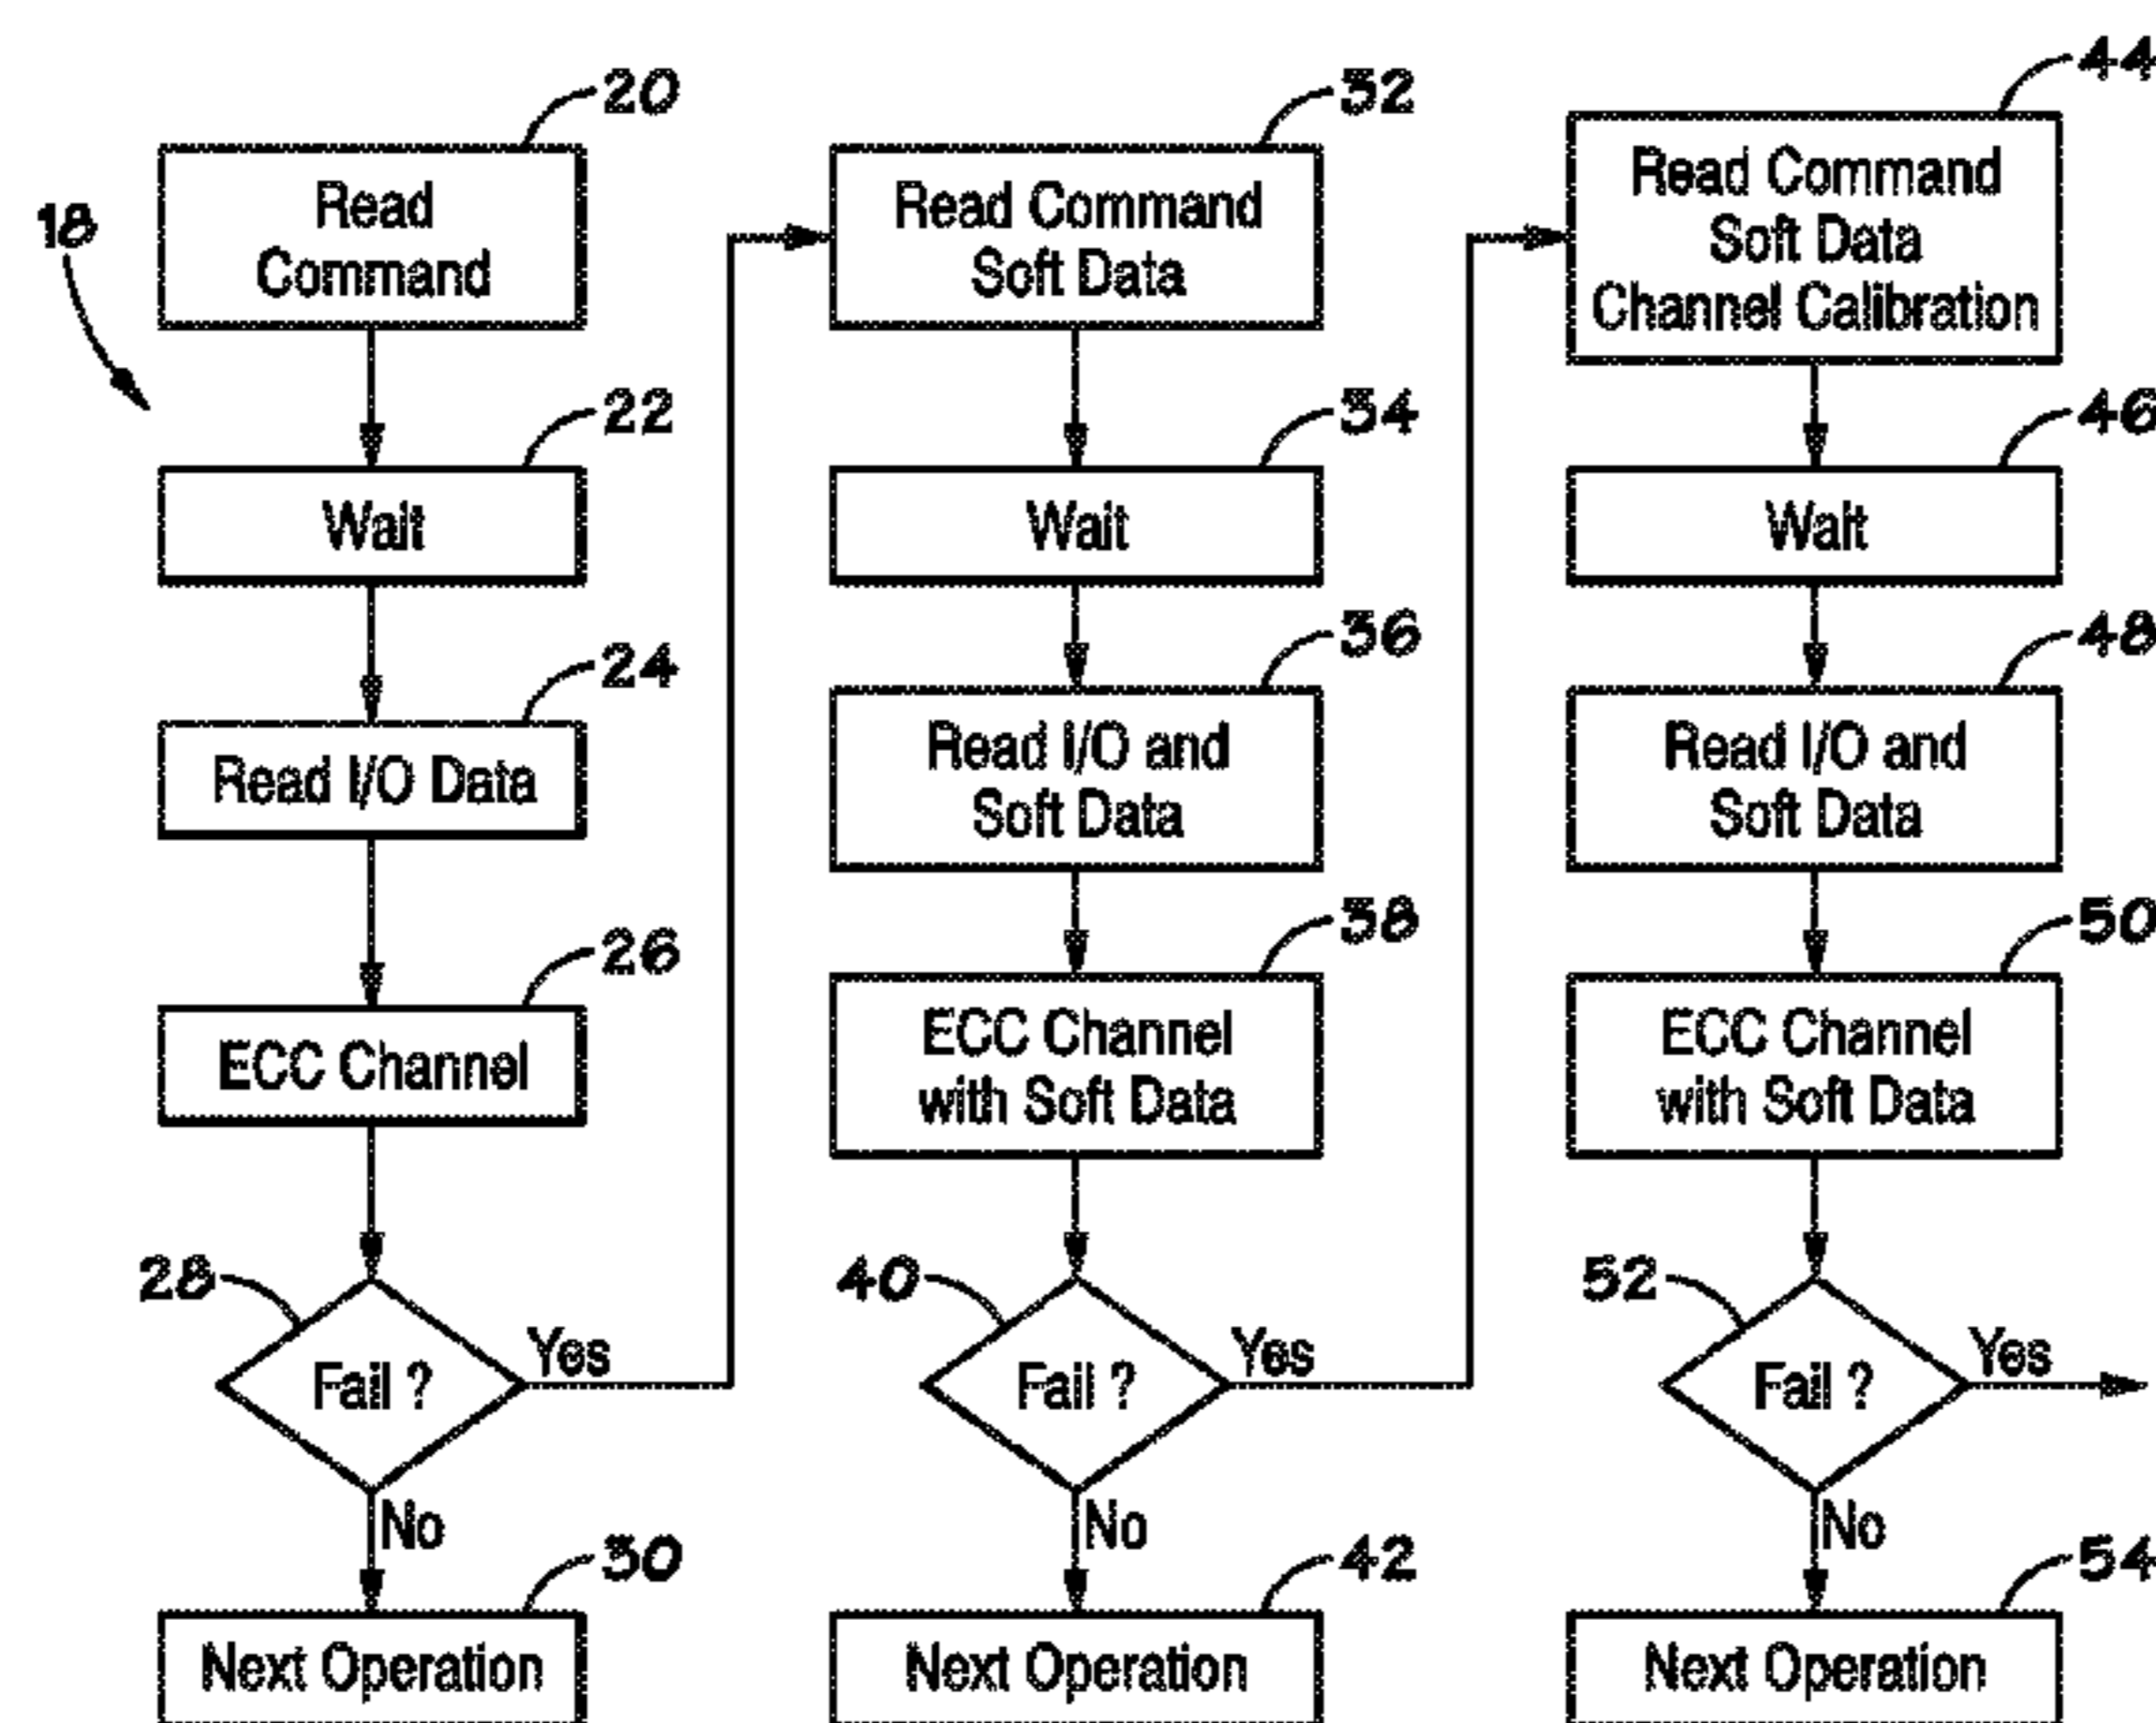 18
20
Read
Command
22
Wait
24
Read I/O Data
26
ECC Channel
28
Fail ?
Yes
No
30
Next Operation
32
Read Command
Soft Data
34
Wait
36
Read I/O and
Soft Data
38
ECC Channel
with Soft Data
40
Fail ?
Yes
No
42
Next Operation
44
Read Command
Soft Data
Channel Calibration
46
Wait
48
Read I/O and
Soft Data
50
ECC Channel
with Soft Data
52
Fail ?
Yes
No
54
Next Operation